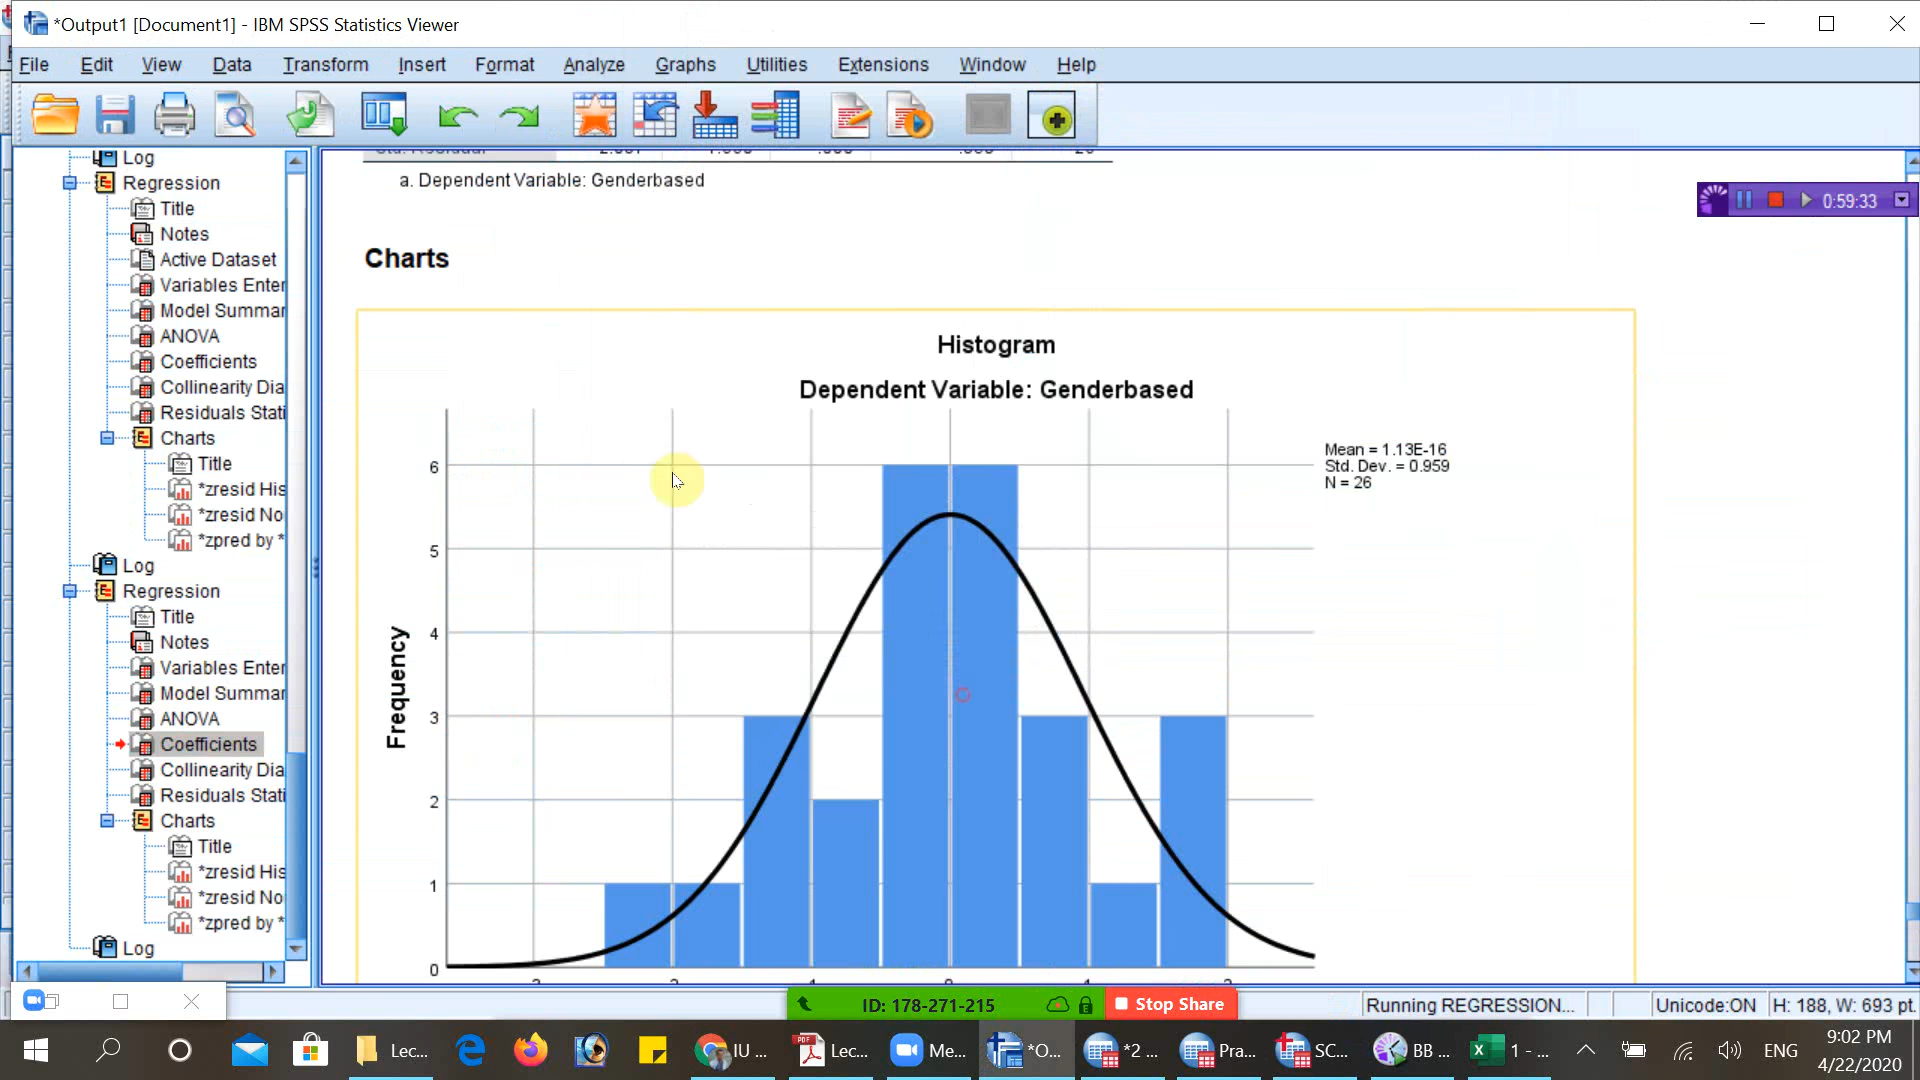 *Output1 [Document1] - IBM SPSS Statistics Viewer
File Edit View Data Transform Insert Format Analyze Graphs Utilities Extensions Window Help
Log
Regression
Title
Notes
Active Dataset
Variables Enter
Model Summar
ANOVA
Coefficients
Collinearity Dia
Residuals Stati
Charts
Title
*zresid His
*zresid No
*zpred by *
Log
Regression
Title
Notes
Variables Enter
Model Summar
ANOVA
Coefficients
Collinearity Dia
Residuals Stati
Charts
Title
*zresid His
*zresid No
*zpred by *
Log
a. Dependent Variable: Genderbased
0:59:33
Charts
Histogram
Dependent Variable: Genderbased
Mean = 1.13E-16
Std. Dev. = 0.959
N = 26
Frequency
6
5
4
3
2
1
0
ID: 178-271-215
Stop Share
Running REGRESSION...
Unicode:ON
H: 188, W: 693 pt.
Lec...
IU ...
Lec...
Me...
*O...
*2 ...
Pra...
SC...
BB ...
1 - ...
ENG
9:02 PM
4/22/2020